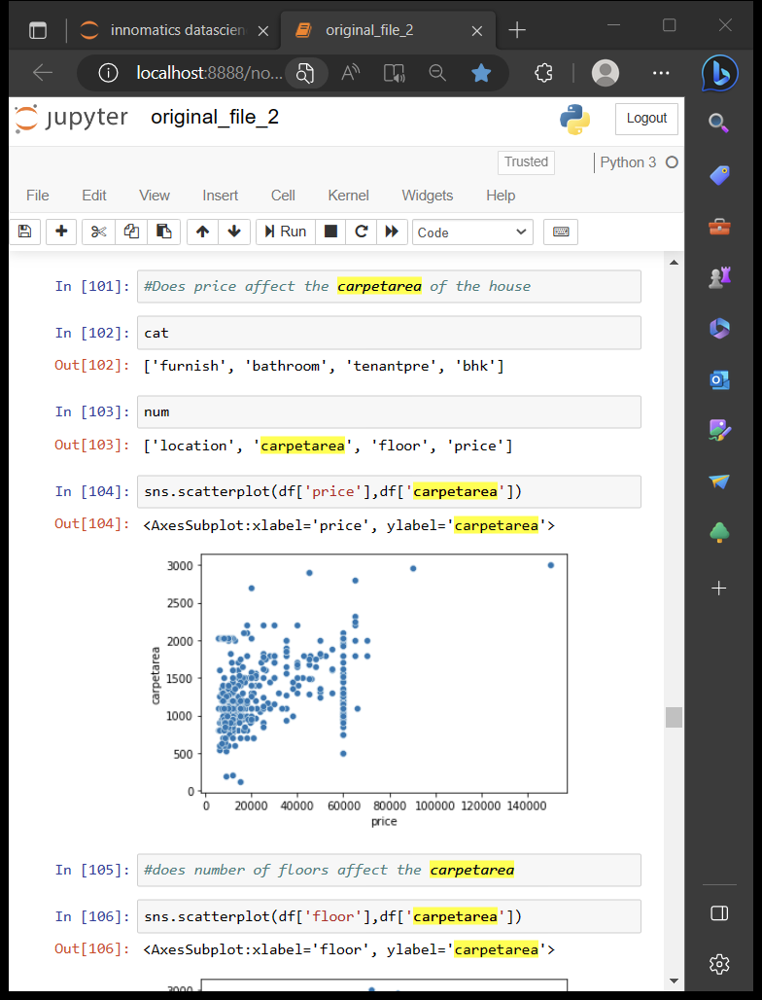 innomatics datascien
original_file_2
localhost:8888/no...
jupyter original_file_2
Logout
Trusted
Python 3
File Edit View Insert Cell Kernel Widgets Help
Run
Code
In [101]: #Does price affect the carpetarea of the house
In [102]: cat
Out[102]: ['furnish', 'bathroom', 'tenantpre', 'bhk']
In [103]: num
Out[103]: ['location', 'carpetarea', 'floor', 'price']
In [104]: sns.scatterplot(df['price'],df['carpetarea'])
Out[104]: <AxesSubplot:xlabel='price', ylabel='carpetarea'>
3000
2500
2000
1500
1000
500
0
carpetarea
0 20000 40000 60000 80000 100000 120000 140000
price
In [105]: #does number of floors affect the carpetarea
In [106]: sns.scatterplot(df['floor'],df['carpetarea'])
Out[106]: <AxesSubplot:xlabel='floor', ylabel='carpetarea'>
3000